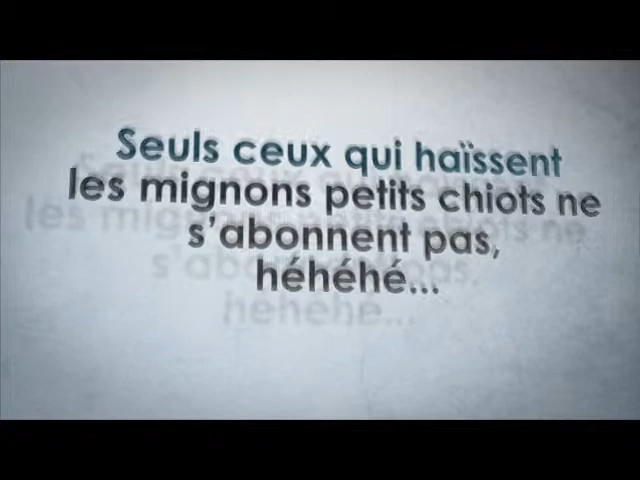 Seuls ceux qui haïssent
les mignons petits chiots ne
s'abonnent pas,
héhéhé...